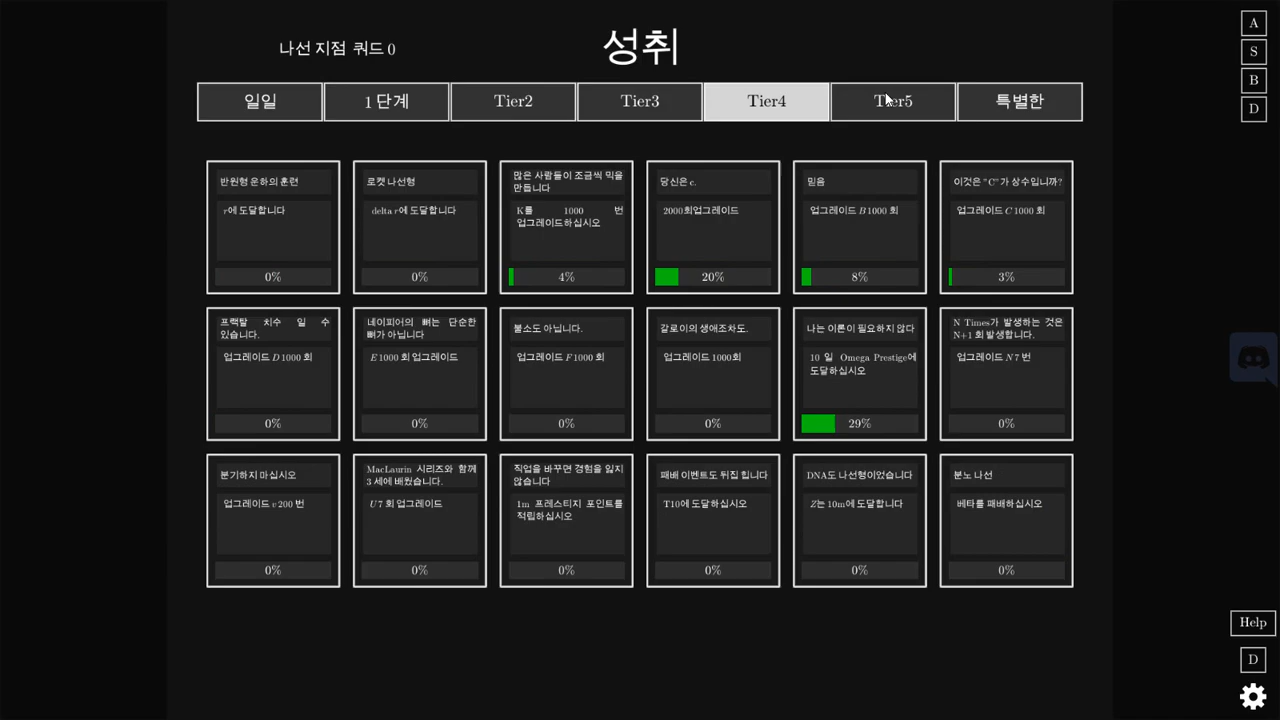 나선 지점 쿼드 0
성취
일일
1 단계
Tier2
Tier3
Tier4
Tier5
특별한
반원형 은하의 훈련
r에 도달합니다
0%
로켓 나선형
delta r에 도달합니다
0%
많은 사람들이 조금씩 믹을
만듭니다
K를 1000 번
업그레이드하십시오
4%
당신은 c.
2000회업그레이드
20%
믿음
업그레이드 B 1000 회
8%
이것은 "C"가 상수입니까?
업그레이드 C 1000 회
3%
프랙탈 치수 일 수
있습니다.
업그레이드 D 1000 회
0%
네이피어의 뼈는 단순한
뼈가 아닙니다
E 1000 회 업그레이드
0%
불소도 아닙니다.
업그레이드 F 1000 회
0%
갈로이의 생애조차도.
업그레이드 1000회
0%
나는 이론이 필요하지 않다
10 일 Omega Prestige에
도달하십시오
29%
N Times가 발생하는 것은
N+1 회 발생합니다.
업그레이드 N 7 번
0%
분기하지 마십시오
업그레이드 v 200 번
0%
MacLaurin 시리즈와 함께
3 세에 배웠습니다.
U 7 회 업그레이드
0%
직업을 바꾸면 경험을 잃지
않습니다
1m 프레스티지 포인트를
적립하십시오
0%
패배 이벤트도 뒤집 힙니다
T10에 도달하십시오
0%
DNA도 나선형이었습니다
Z는 10m에 도달합니다
0%
분노 나선
베타를 패배하십시오
0%
A
S
B
D
Help
D